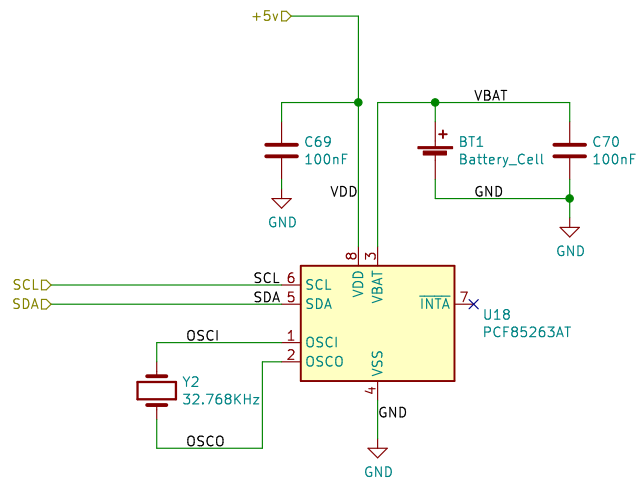 +5v
VBAT
C69
100nF
BT1
Battery_Cell
C70
100nF
VDD
GND
GND
GND
8
3
SCL
SCL
6
SCL
VDD
VBAT
SDA
SDA
5
SDA
INTA
7
U18
PCF85263AT
OSCI
1
OSCI
2
OSCO
VSS
Y2
32.768KHz
4
GND
OSCO
GND